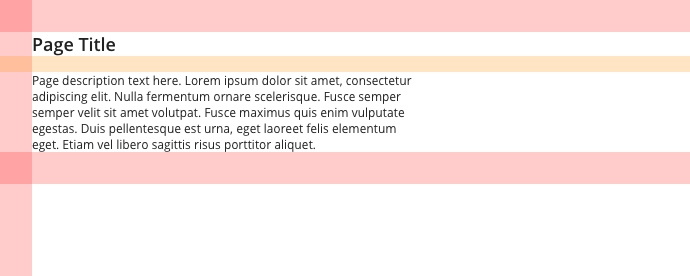 Page Title
Page description text here. Lorem ipsum dolor sit amet, consectetur
adipiscing elit. Nulla fermentum ornare scelerisque. Fusce semper
semper velit sit amet volutpat. Fusce maximus quis enim vulputate
egestas. Duis pellentesque est urna, eget laoreet felis elementum
eget. Etiam vel libero sagittis risus porttitor aliquet.